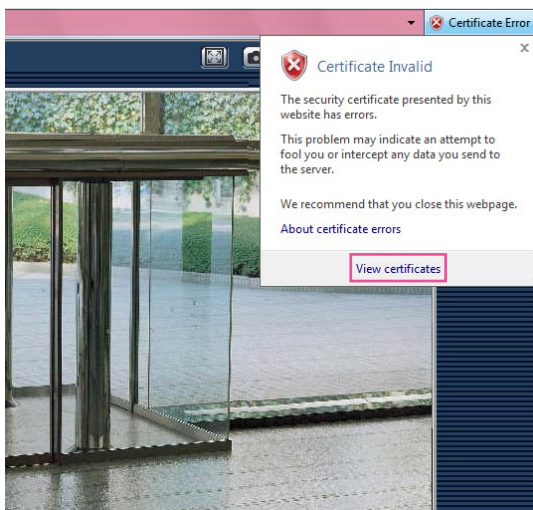 Certificate Error
x
Certificate Invalid
The security certificate presented by this
website has errors.
This problem may indicate an attempt to
fool you or intercept any data you send to
the server.
We recommend that you close this webpage.
About certificate errors
View certificates